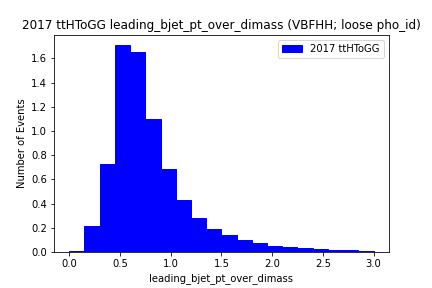 2017 ttHToGG leading_bjet_pt_over_dimass (VBFHH; loose pho_id)
2017 ttHToGG
Number of Events
1.6
1.4
1.2
1.0
0.8
0.6
0.4
0.2
0.0
0.0 0.5 1.0 1.5 2.0 2.5 3.0
leading_bjet_pt_over_dimass